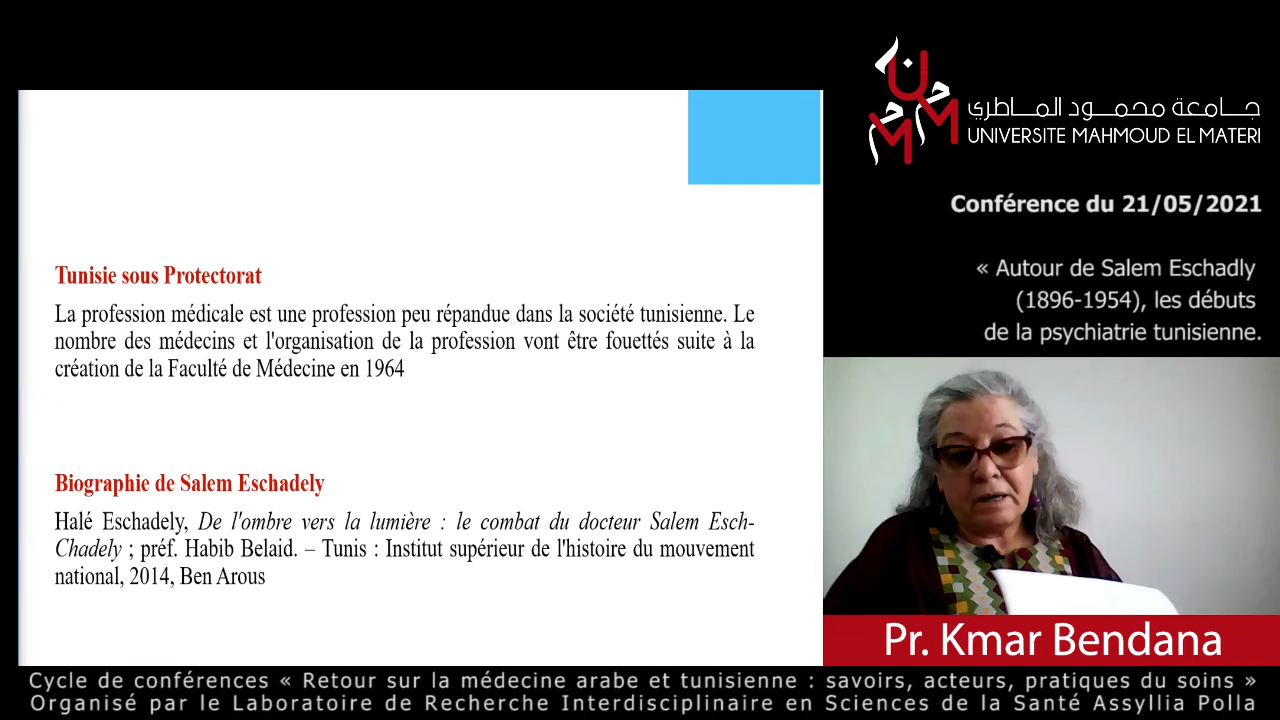 Tunisie sous Protectorat
La profession médicale est une profession peu répandue dans la société tunisienne. Le
nombre des médecins et l'organisation de la profession vont être fouettés suite à la
création de la Faculté de Médecine en 1964
Biographie de Salem Eschadely
Halé Eschadely, De l'ombre vers la lumière : le combat du docteur Salem Esch-
Chadely ; préf. Habib Belaid. – Tunis : Institut supérieur de l'histoire du mouvement
national, 2014, Ben Arous
جامعة محمود الماطري
UNIVERSITE MAHMOUD EL MATERI
Conférence du 21/05/2021
« Autour de Salem Eschadly
(1896-1954), les débuts
de la psychiatrie tunisienne.
Pr. Kmar Bendana
Cycle de conférences « Retour sur la médecine arabe et tunisienne : savoirs, acteurs, pratiques du soins »
Organisé par le Laboratoire de Recherche Interdisciplinaire en Sciences de la Santé Assyllia Polla